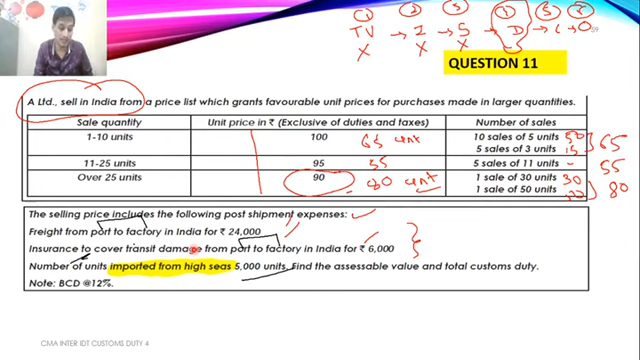 1 2 3 4 5
TV → I → S → D → C → O 59
X X X
QUESTION 11
A Ltd., sell in India from a price list which grants favourable unit prices for purchases made in larger quantities.
Sale quantity Unit price in ₹ (Exclusive of duties and taxes) Number of sales
1-10 units 100 65 unit 10 sales of 5 units 50
5 sales of 3 units 15 65
11-25 units 95 55 5 sales of 11 units - 55
Over 25 units 90 - 80 unit 1 sale of 30 units 30
1 sale of 50 units 80
The selling price includes the following post shipment expenses:
Freight from port to factory in India for ₹ 24,000
Insurance to cover transit damage from port to factory in India for ₹ 6,000
Number of units imported from high seas 5,000 units. Find the assessable value and total customs duty.
Note: BCD @12%.
CMA INTER IDT CUSTOMS DUTY 4